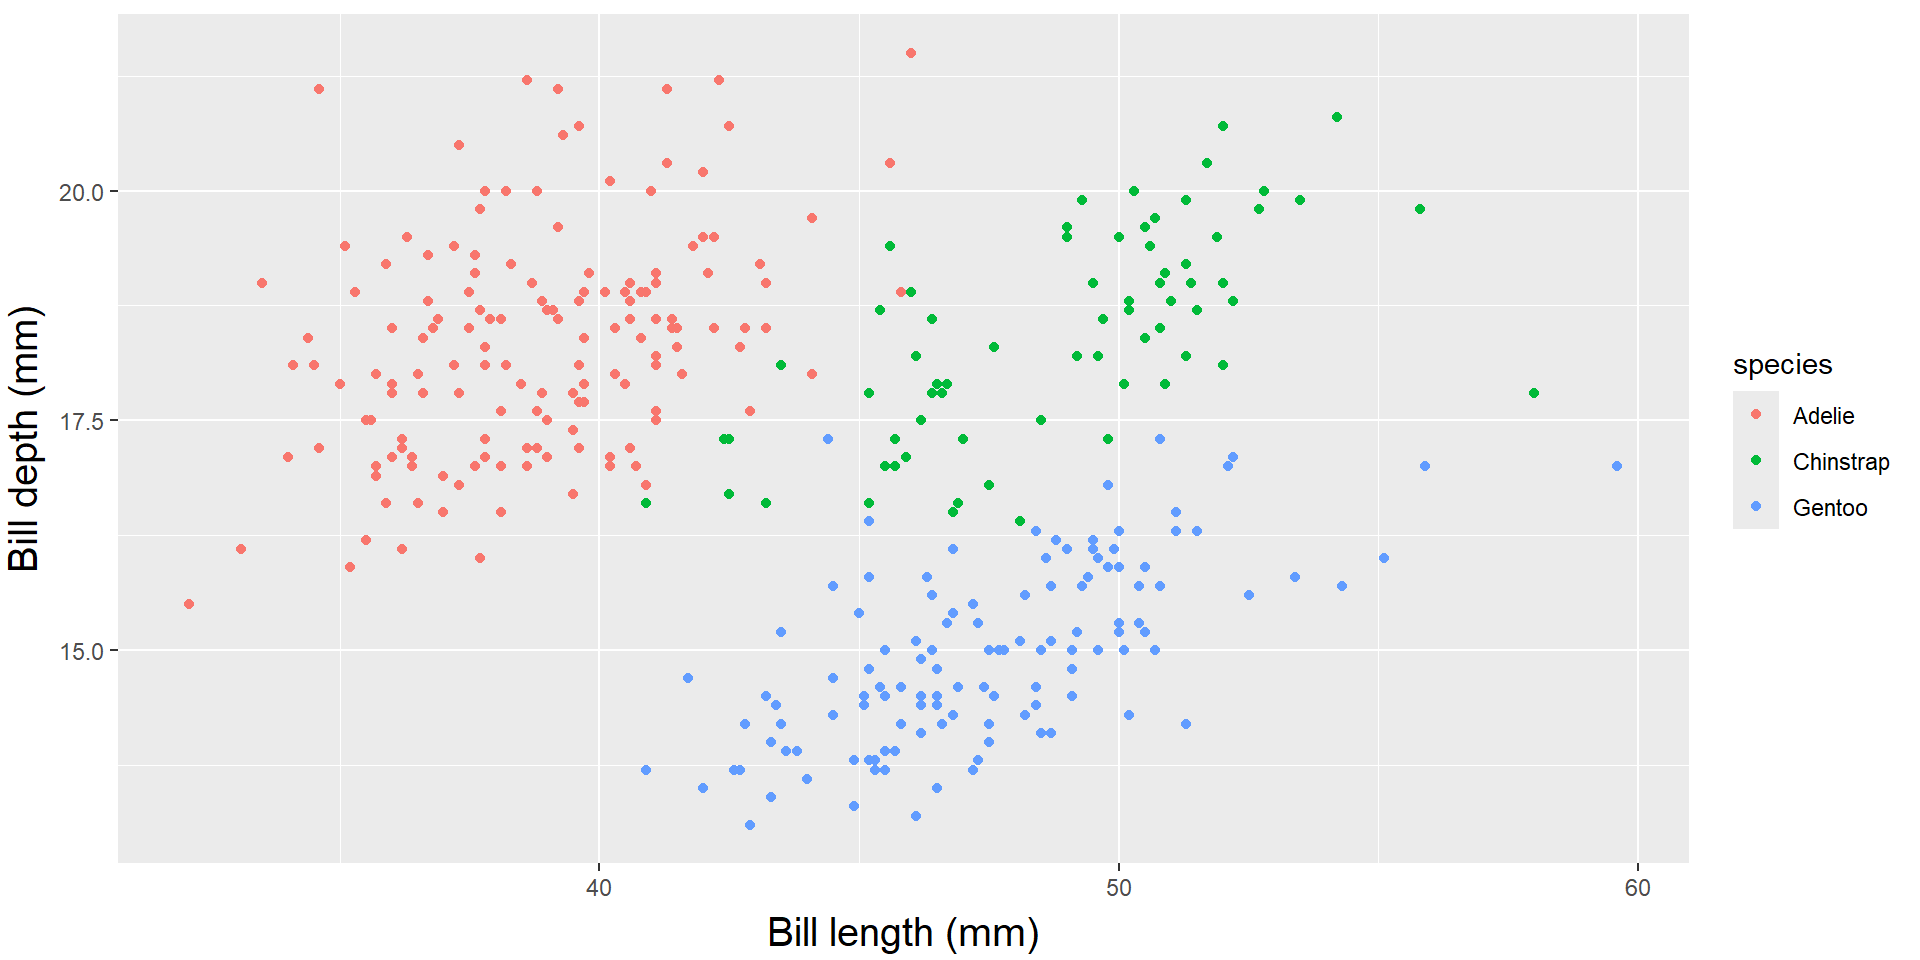 Bill depth (mm)
20.0
17.5
15.0
40 50 60
Bill length (mm)
species
Adelie
Chinstrap
Gentoo